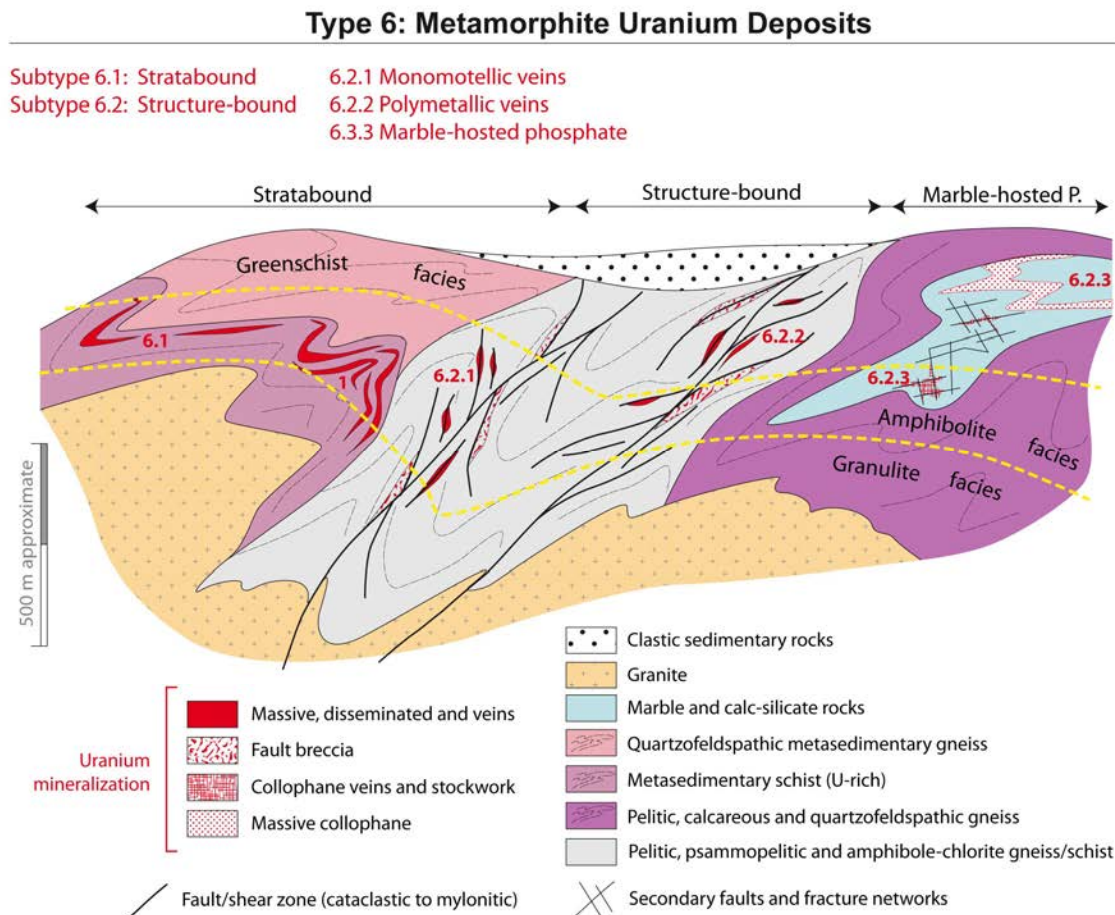 Type 6: Metamorphite Uranium Deposits
Subtype 6.1: Stratabound
Subtype 6.2: Structure-bound
6.2.1 Monomotellic veins
6.2.2 Polymetallic veins
6.3.3 Marble-hosted phosphate
Stratabound
Structure-bound
Marble-hosted P.
Greenschist
facies
6.1
1
6.2.1
6.2.2
6.2.3
6.2.3
Amphibolite
facies
Granulite
facies
500 m approximate
Uranium
mineralization
Massive, disseminated and veins
Fault breccia
Collophane veins and stockwork
Massive collophane
Fault/shear zone (cataclastic to mylonitic)
Clastic sedimentary rocks
Granite
Marble and calc-silicate rocks
Quartzofeldspathic metasedimentary gneiss
Metasedimentary schist (U-rich)
Pelitic, calcareous and quartzofeldspathic gneiss
Pelitic, psammopelitic and amphibole-chlorite gneiss/schist
Secondary faults and fracture networks